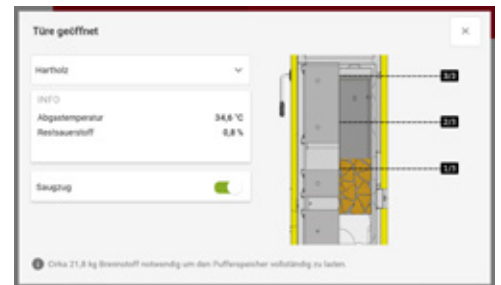 Türe geöffnet
Hartholz
INFO
Abgastemperatur 34,6 °C
Restsauerstoff 0,8 %
Saugzug
3/3
2/3
1/3
Cirka 21,8 kg Brennstoff notwendig um den Pufferspeicher vollständig zu laden.